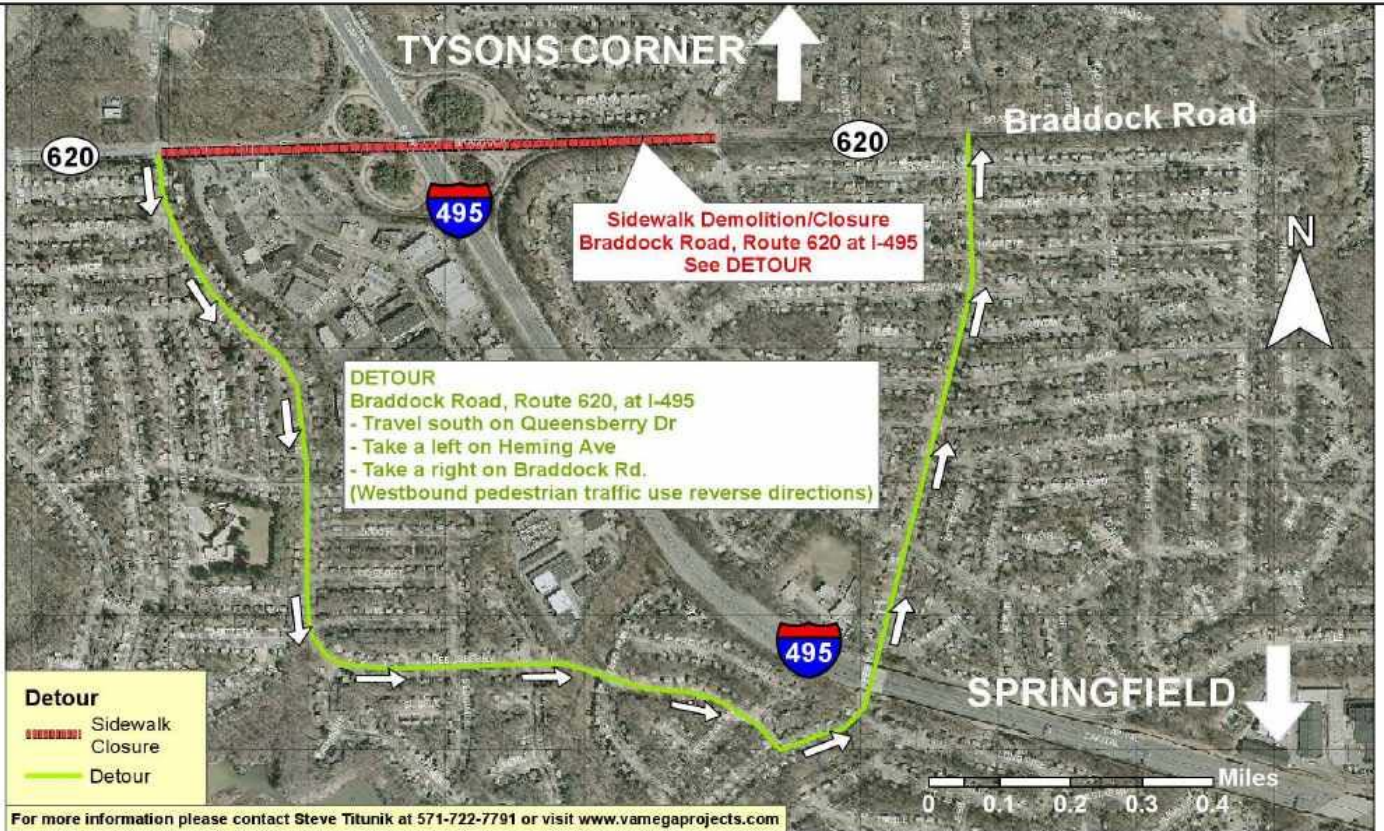 TYSONS CORNER
620
620
Braddock Road
495
Sidewalk Demolition/Closure
Braddock Road, Route 620 at I-495
See DETOUR
N
DETOUR
Braddock Road, Route 620, at I-495
- Travel south on Queensberry Dr
- Take a left on Heming Ave
- Take a right on Braddock Rd.
(Westbound pedestrian traffic use reverse directions)
495
SPRINGFIELD
Detour
Sidewalk
Closure
Detour
Miles
0 0.1 0.2 0.3 0.4
For more information please contact Steve Titunik at 571-722-7791 or visit www.vamegaprojects.com